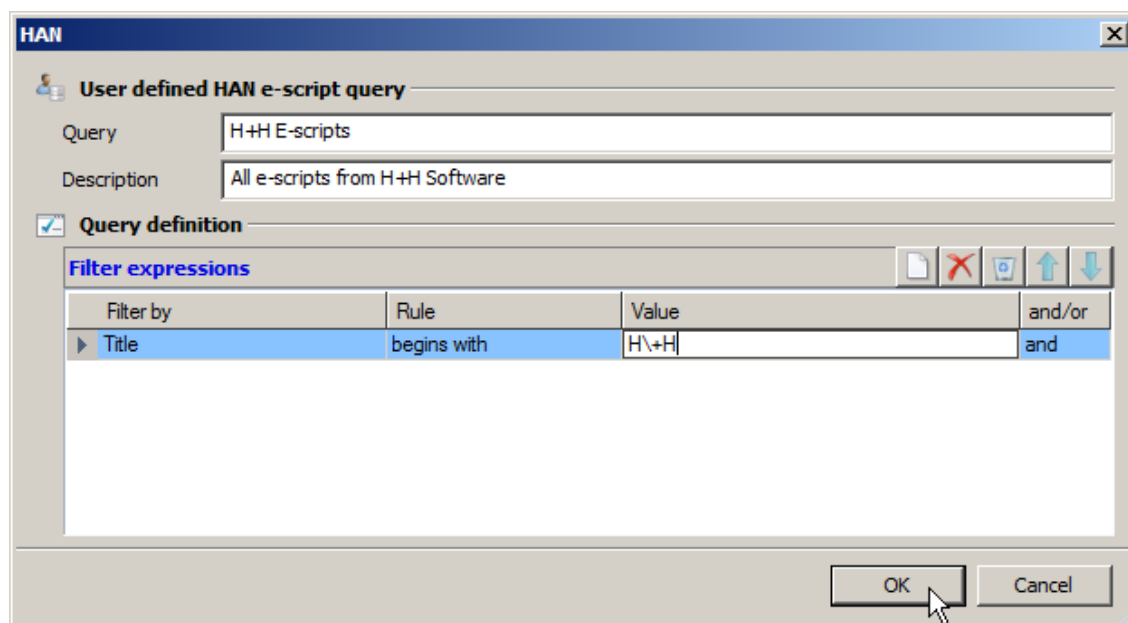 HAN
User defined HAN e-script query
Query H+H E-scripts
Description All e-scripts from H+H Software
Query definition
Filter expressions
Filter by Rule Value and/or
Title begins with H\+H and
OK Cancel